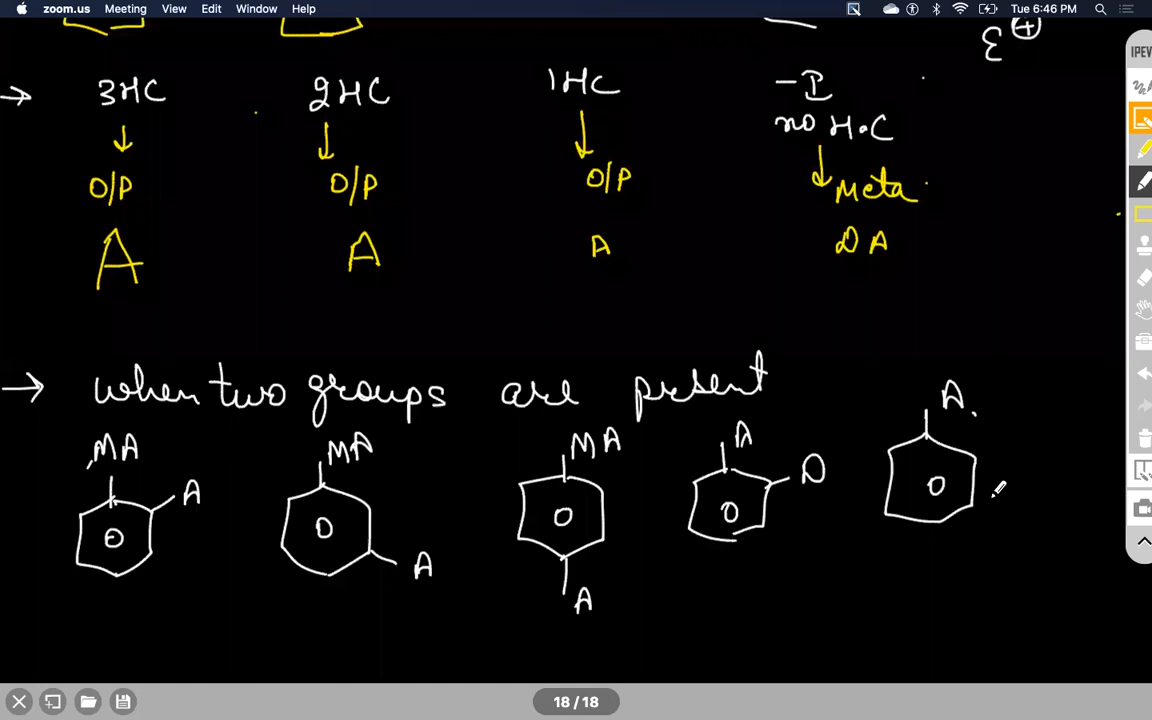 zoom.us Meeting View Edit Window Help Tue 6:46 PM
IPEV
E +
→ 3HC 2HC 1HC -I
no H.C
↓ ↓ ↓ ↓
O/P O/P O/P Meta
A A A DA
→ when two groups are present
MA MA MA A A.
A D
A A
18 / 18